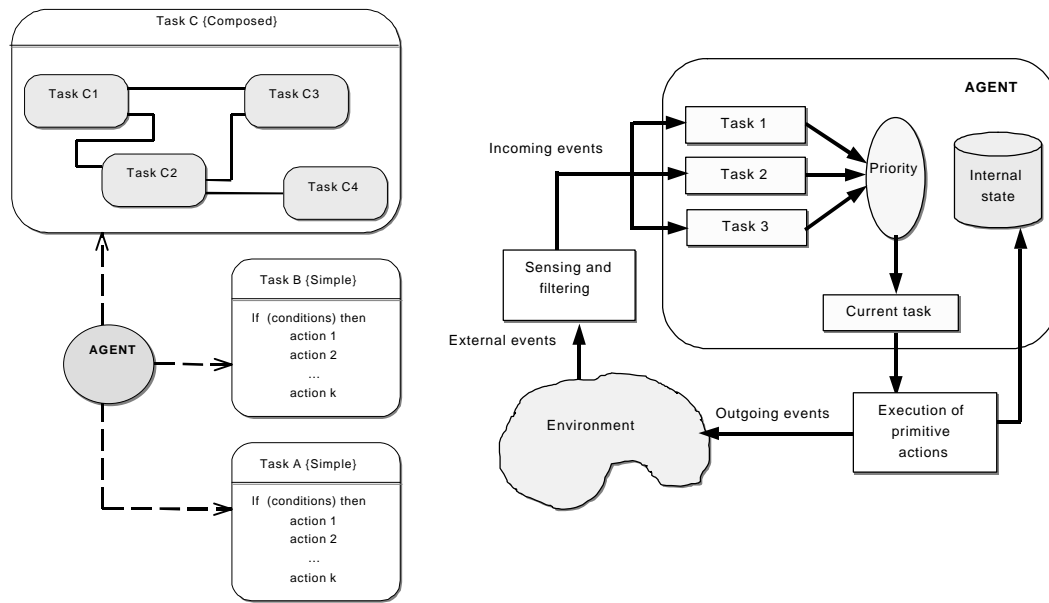 Task C {Composed}
Task C1
Task C3
Task C2
Task C4
AGENT
Task B {Simple}
If (conditions) then
action 1
action 2
...
action k
Task A {Simple}
If (conditions) then
action 1
action 2
...
action k
AGENT
Incoming events
Task 1
Task 2
Task 3
Priority
Internal
state
Sensing and
filtering
Current task
External events
Environment
Outgoing events
Execution of
primitive
actions